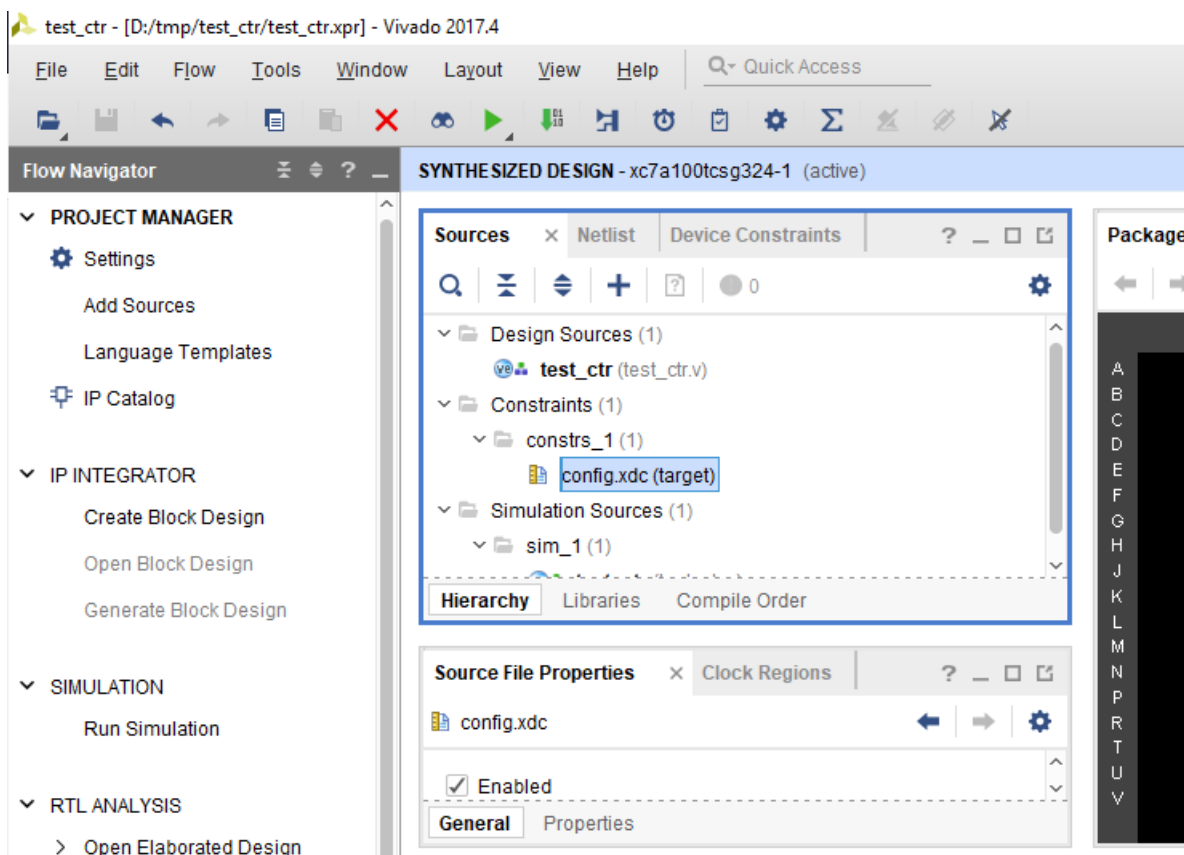 test_ctr - [D:/tmp/test_ctr/test_ctr.xpr] - Vivado 2017.4
File Edit Flow Tools Window Layout View Help Quick Access
Flow Navigator
SYNTHESIZED DESIGN - xc7a100tcsg324-1 (active)
PROJECT MANAGER
Settings
Add Sources
Language Templates
IP Catalog
IP INTEGRATOR
Create Block Design
Open Block Design
Generate Block Design
SIMULATION
Run Simulation
RTL ANALYSIS
Open Elaborated Design
Sources Netlist Device Constraints
0
Design Sources (1)
test_ctr (test_ctr.v)
Constraints (1)
constrs_1 (1)
config.xdc (target)
Simulation Sources (1)
sim_1 (1)
Hierarchy Libraries Compile Order
Source File Properties Clock Regions
config.xdc
Enabled
General Properties
Package
A
B
C
D
E
F
G
H
J
K
L
M
N
P
R
T
U
V